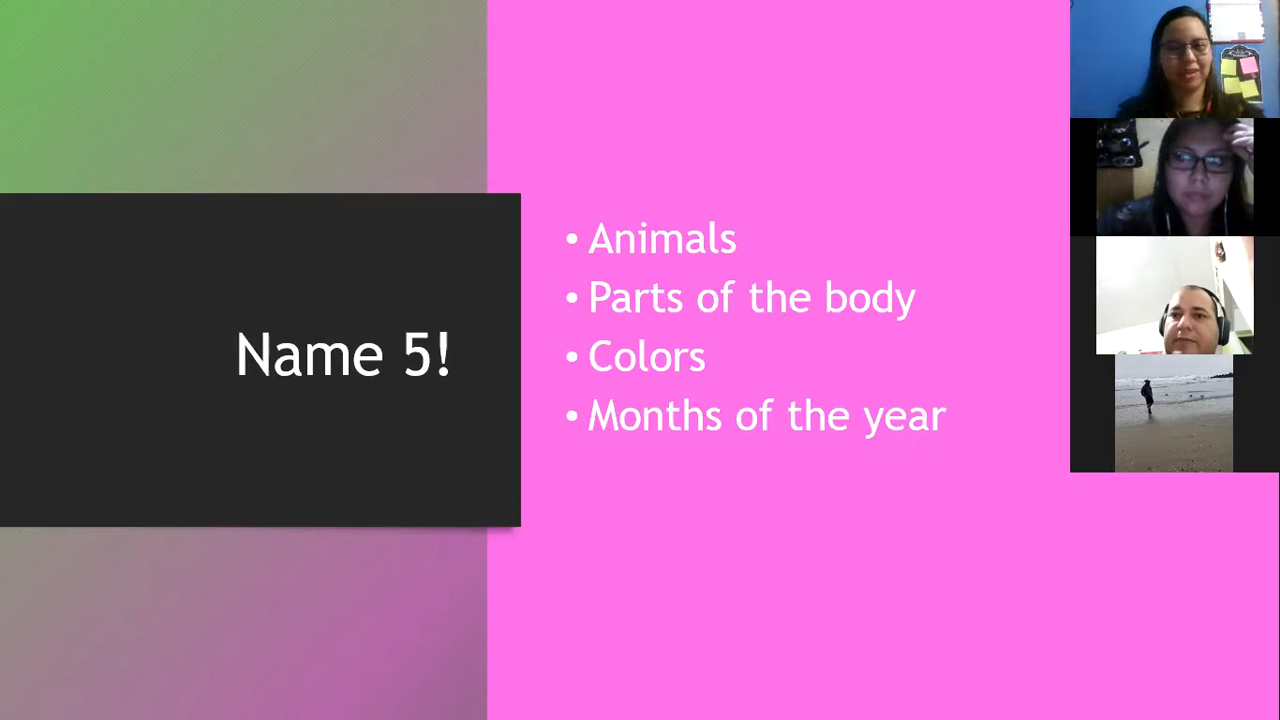 Name 5!
• Animals
• Parts of the body
• Colors
• Months of the year